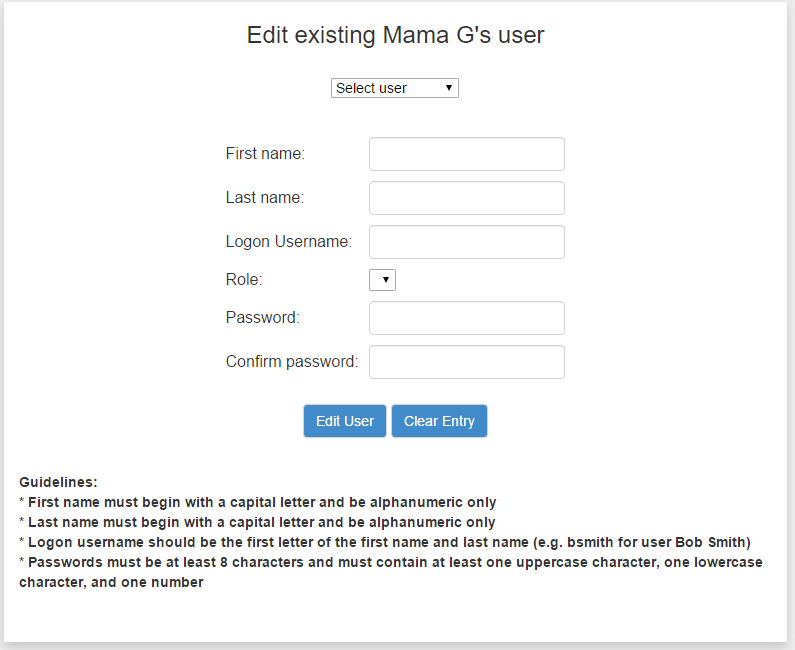 Edit existing Mama G's user
Select user
First name:
Last name:
Logon Username:
Role:
Password:
Confirm password:
Edit User Clear Entry
Guidelines:
* First name must begin with a capital letter and be alphanumeric only
* Last name must begin with a capital letter and be alphanumeric only
* Logon username should be the first letter of the first name and last name (e.g. bsmith for user Bob Smith)
* Passwords must be at least 8 characters and must contain at least one uppercase character, one lowercase
character, and one number